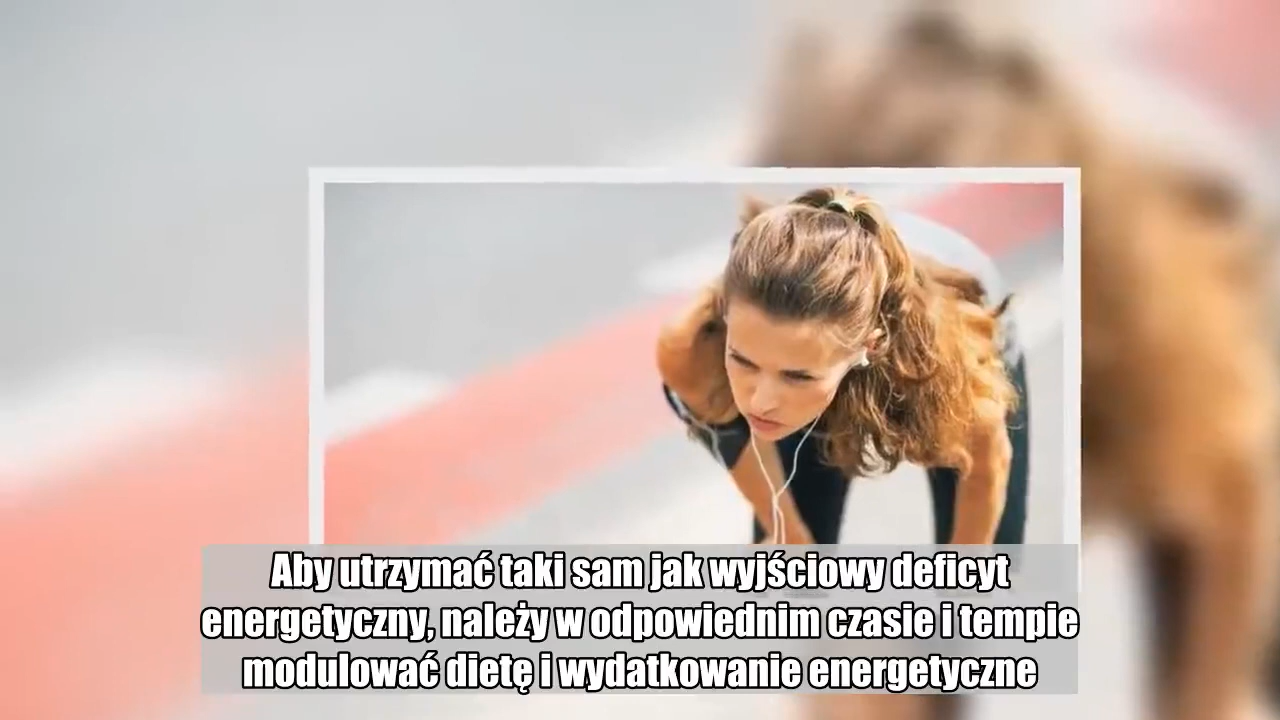 Aby utrzymać taki sam jak wyjściowy deficyt
energetyczny, należy w odpowiednim czasie i tempie
modulować dietę i wydatkowanie energetyczne